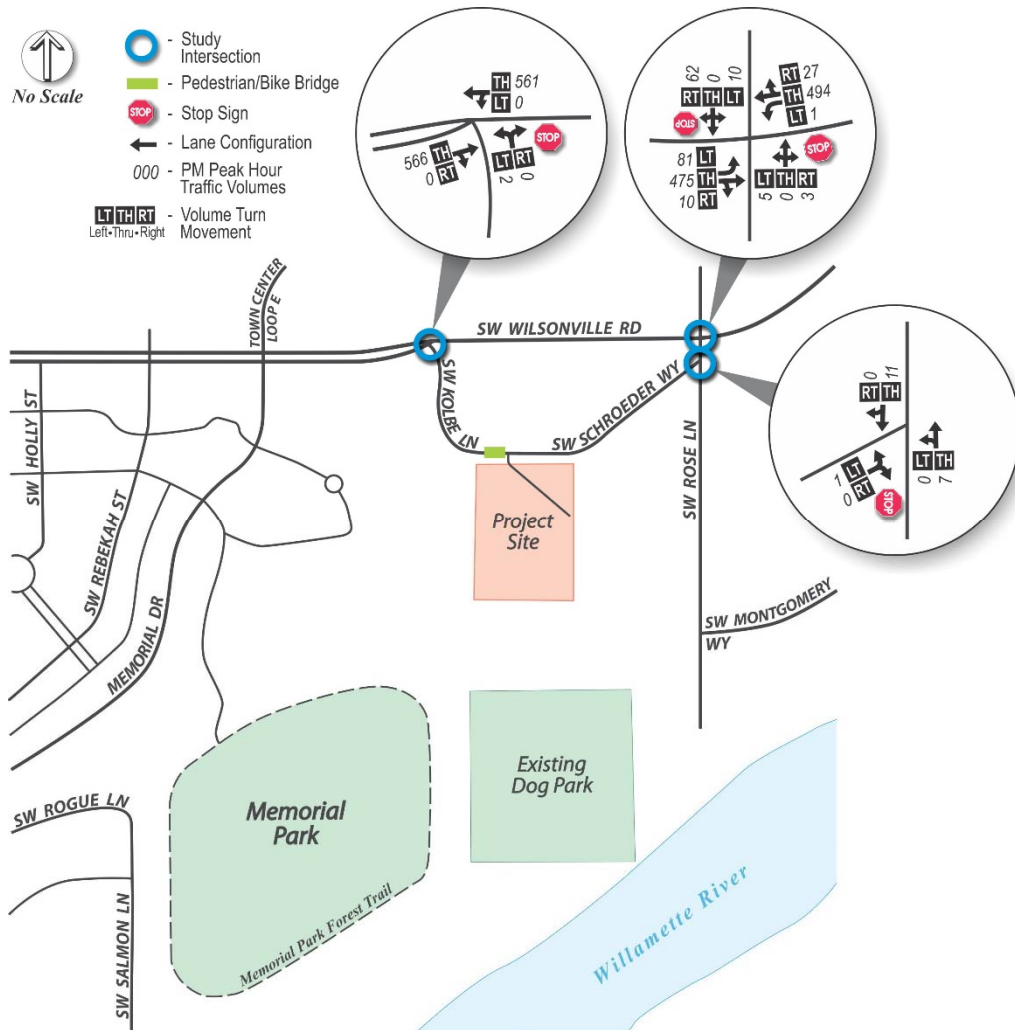 No Scale
- Study
Intersection
- Pedestrian/Bike Bridge
STOP
- Stop Sign
- Lane Configuration
000 - PM Peak Hour
Traffic Volumes
LT TH RT - Volume Turn
Left•Thru•Right Movement
TH 561
LT 0
566 TH
0 RT
LT RT
2 0
STOP
62 0 10
RT TH LT
STOP
RT 27
TH 494
LT 1
81 LT
475 TH
10 RT
LT TH RT
5 0 3
STOP
0 11
RT TH
1 LT
0 RT
STOP
LT TH
0 7
TOWN CENTER
LOOP E
SW WILSONVILLE RD
SW KOLBE LN
SW SCHROEDER WY
SW ROSE LN
SW HOLLY ST
SW REBEKAH ST
MEMORIAL DR
Project
Site
SW MONTGOMERY
WY
SW ROGUE LN
SW SALMON LN
Memorial
Park
Memorial Park Forest Trail
Existing
Dog Park
Willamette River